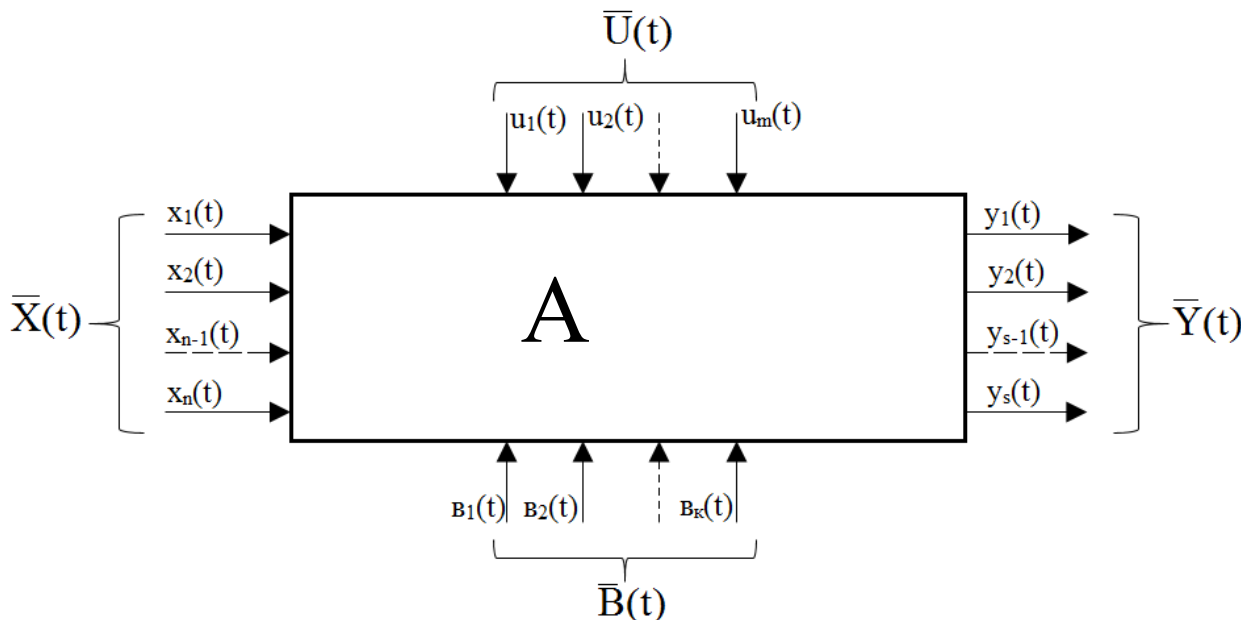 U̅(t)
u₁(t) u₂(t) uₘ(t)
x₁(t)
x₂(t)
X̅(t)
xₙ₋₁(t)
xₙ(t)
A
y₁(t)
y₂(t)
Y̅(t)
yₛ₋₁(t)
yₛ(t)
в₁(t) в₂(t) вк(t)
B̅(t)